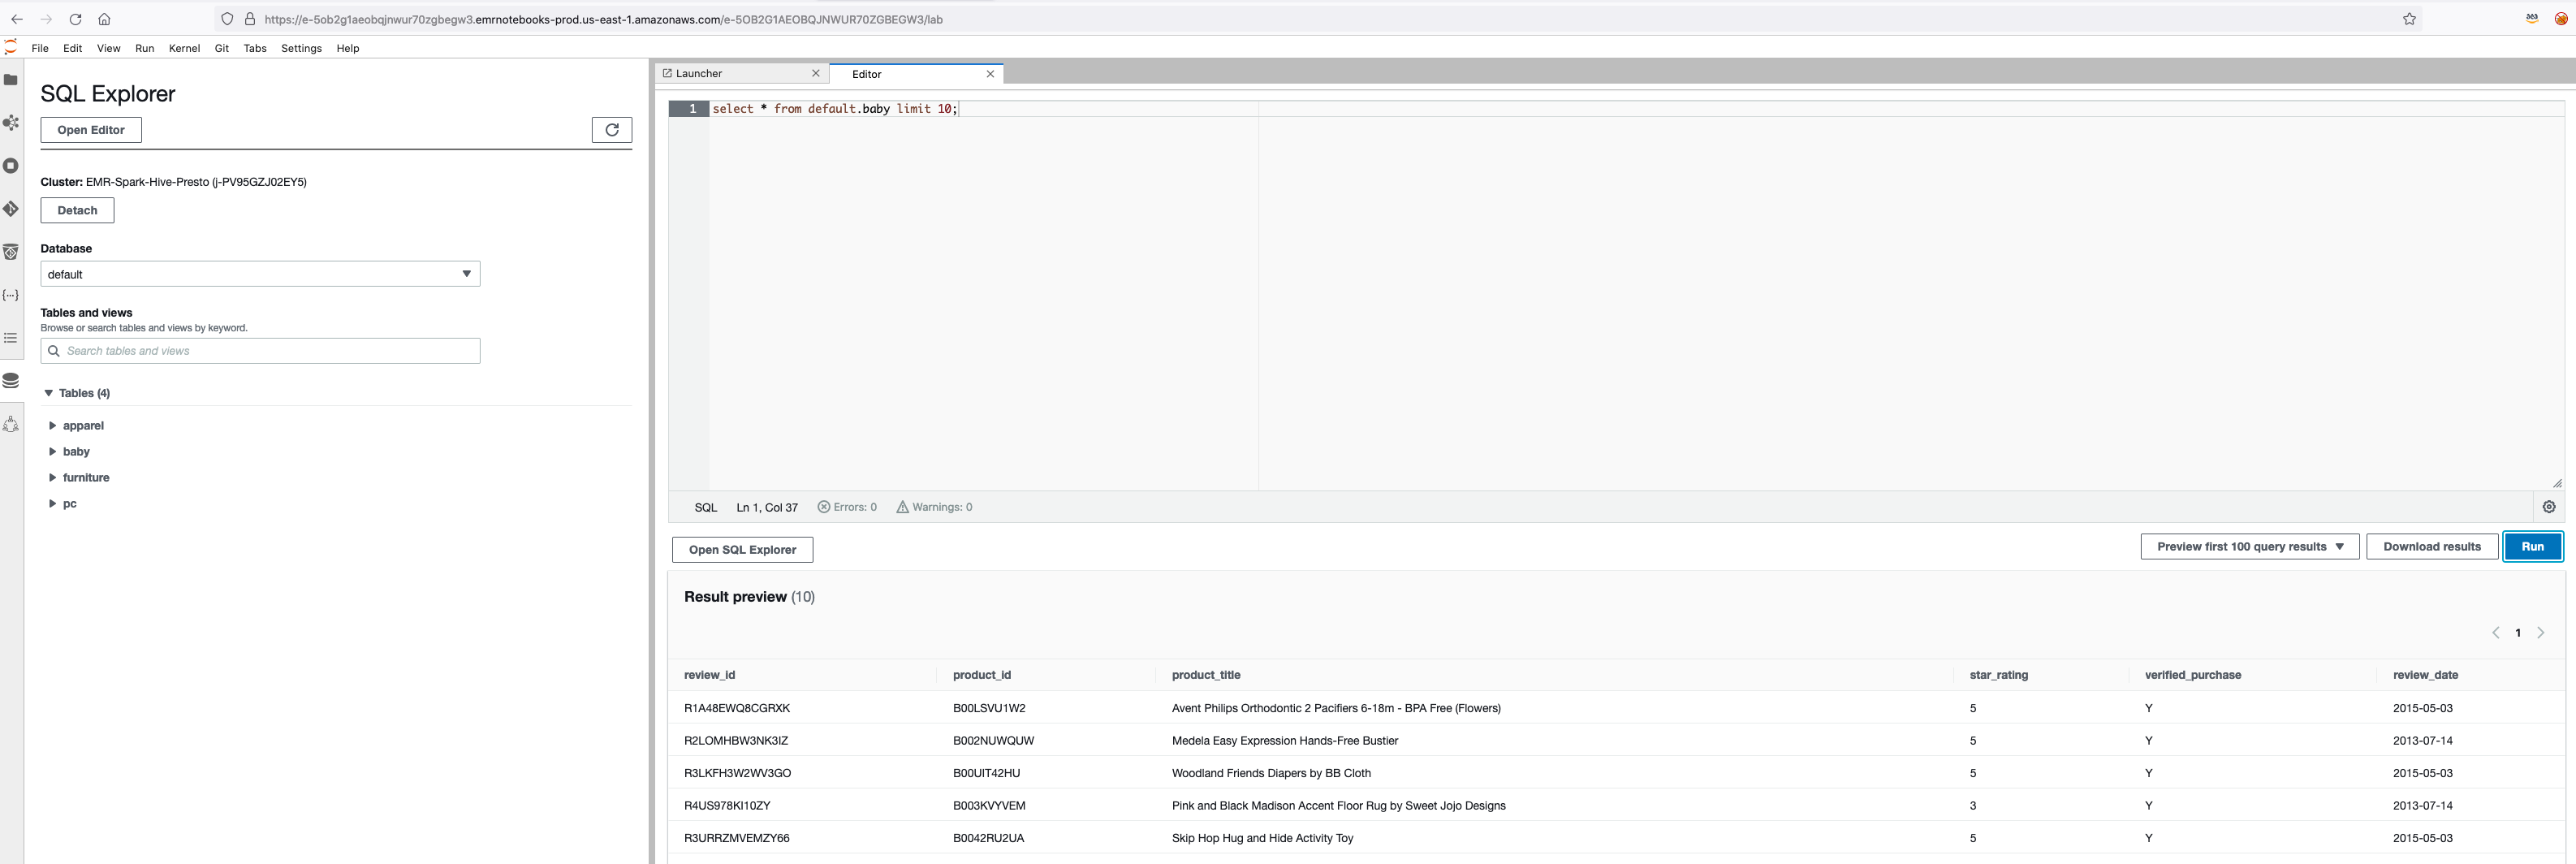 https://e-5ob2g1aeobqjnwur70zgbegw3.emrnotebooks-prod.us-east-1.amazonaws.com/e-5OB2G1AEOBQJNWUR70ZGBEGW3/lab
File Edit View Run Kernel Git Tabs Settings Help
SQL Explorer
Open Editor
Cluster: EMR-Spark-Hive-Presto (j-PV95GZJ02EY5)
Detach
Database
default
Tables and views
Browse or search tables and views by keyword.
Search tables and views
Tables (4)
apparel
baby
furniture
pc
Launcher Editor
1 select * from default.baby limit 10;
SQL Ln 1, Col 37 Errors: 0 Warnings: 0
Open SQL Explorer Preview first 100 query results Download results Run
Result preview (10)
1
review_id product_id product_title star_rating verified_purchase review_date
R1A48EWQ8CGRXK B00LSVU1W2 Avent Philips Orthodontic 2 Pacifiers 6-18m - BPA Free (Flowers) 5 Y 2015-05-03
R2LOMHBW3NK3IZ B002NUWQUW Medela Easy Expression Hands-Free Bustier 5 Y 2013-07-14
R3LKFH3W2WV3GO B00UIT42HU Woodland Friends Diapers by BB Cloth 5 Y 2015-05-03
R4US978KI10ZY B003KVYVEM Pink and Black Madison Accent Floor Rug by Sweet Jojo Designs 3 Y 2013-07-14
R3URRZMVEMZY66 B0042RU2UA Skip Hop Hug and Hide Activity Toy 5 Y 2015-05-03